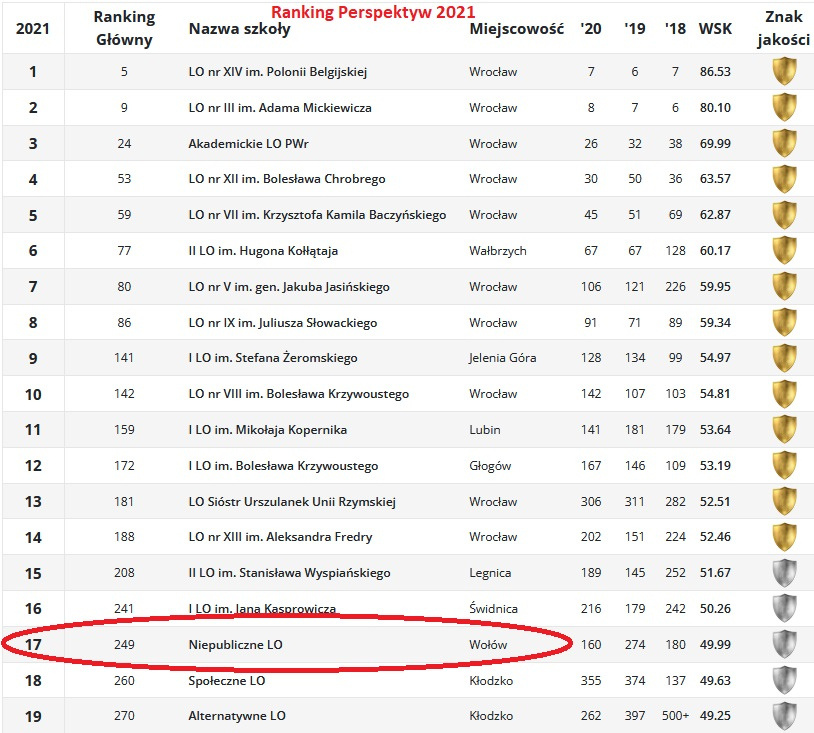 Ranking Perspektyw 2021
2021 Ranking Główny Nazwa szkoły Miejscowość '20 '19 '18 WSK Znak jakości
1 5 LO nr XIV im. Polonii Belgijskiej Wrocław 7 6 7 86.53
2 9 LO nr III im. Adama Mickiewicza Wrocław 8 7 6 80.10
3 24 Akademickie LO PWr Wrocław 26 32 38 69.99
4 53 LO nr XII im. Bolesława Chrobrego Wrocław 30 50 36 63.57
5 59 LO nr VII im. Krzysztofa Kamila Baczyńskiego Wrocław 45 51 69 62.87
6 77 II LO im. Hugona Kołłątaja Wałbrzych 67 67 128 60.17
7 80 LO nr V im. gen. Jakuba Jasińskiego Wrocław 106 121 226 59.95
8 86 LO nr IX im. Juliusza Słowackiego Wrocław 91 71 89 59.34
9 141 I LO im. Stefana Żeromskiego Jelenia Góra 128 134 99 54.97
10 142 LO nr VIII im. Bolesława Krzywoustego Wrocław 142 107 103 54.81
11 159 I LO im. Mikołaja Kopernika Lubin 141 181 179 53.64
12 172 I LO im. Bolesława Krzywoustego Głogów 167 146 109 53.19
13 181 LO Sióstr Urszulanek Unii Rzymskiej Wrocław 306 311 282 52.51
14 188 LO nr XIII im. Aleksandra Fredry Wrocław 202 151 224 52.46
15 208 II LO im. Stanisława Wyspiańskiego Legnica 189 145 252 51.67
16 241 I LO im. Jana Kasprowicza Świdnica 216 179 242 50.26
17 249 Niepubliczne LO Wołów 160 274 180 49.99
18 260 Społeczne LO Kłodzko 355 374 137 49.63
19 270 Alternatywne LO Kłodzko 262 397 500+ 49.25